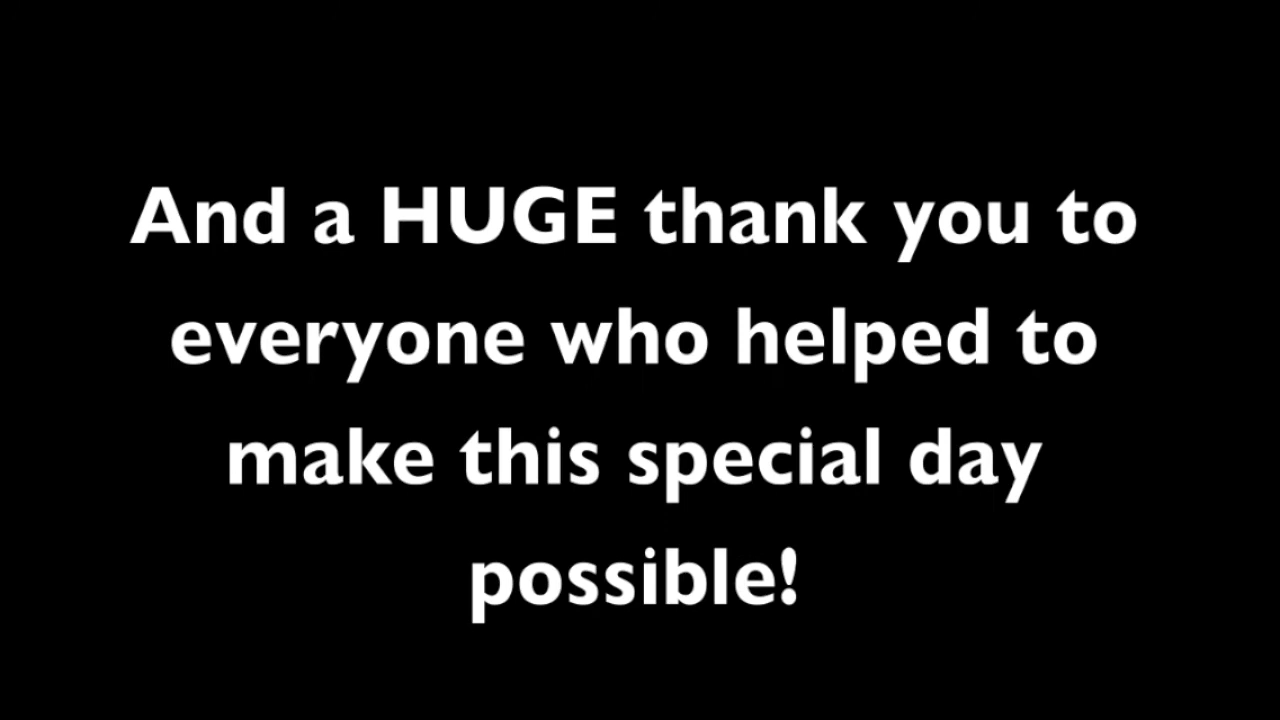 And a HUGE thank you to
everyone who helped to
make this special day
possible!